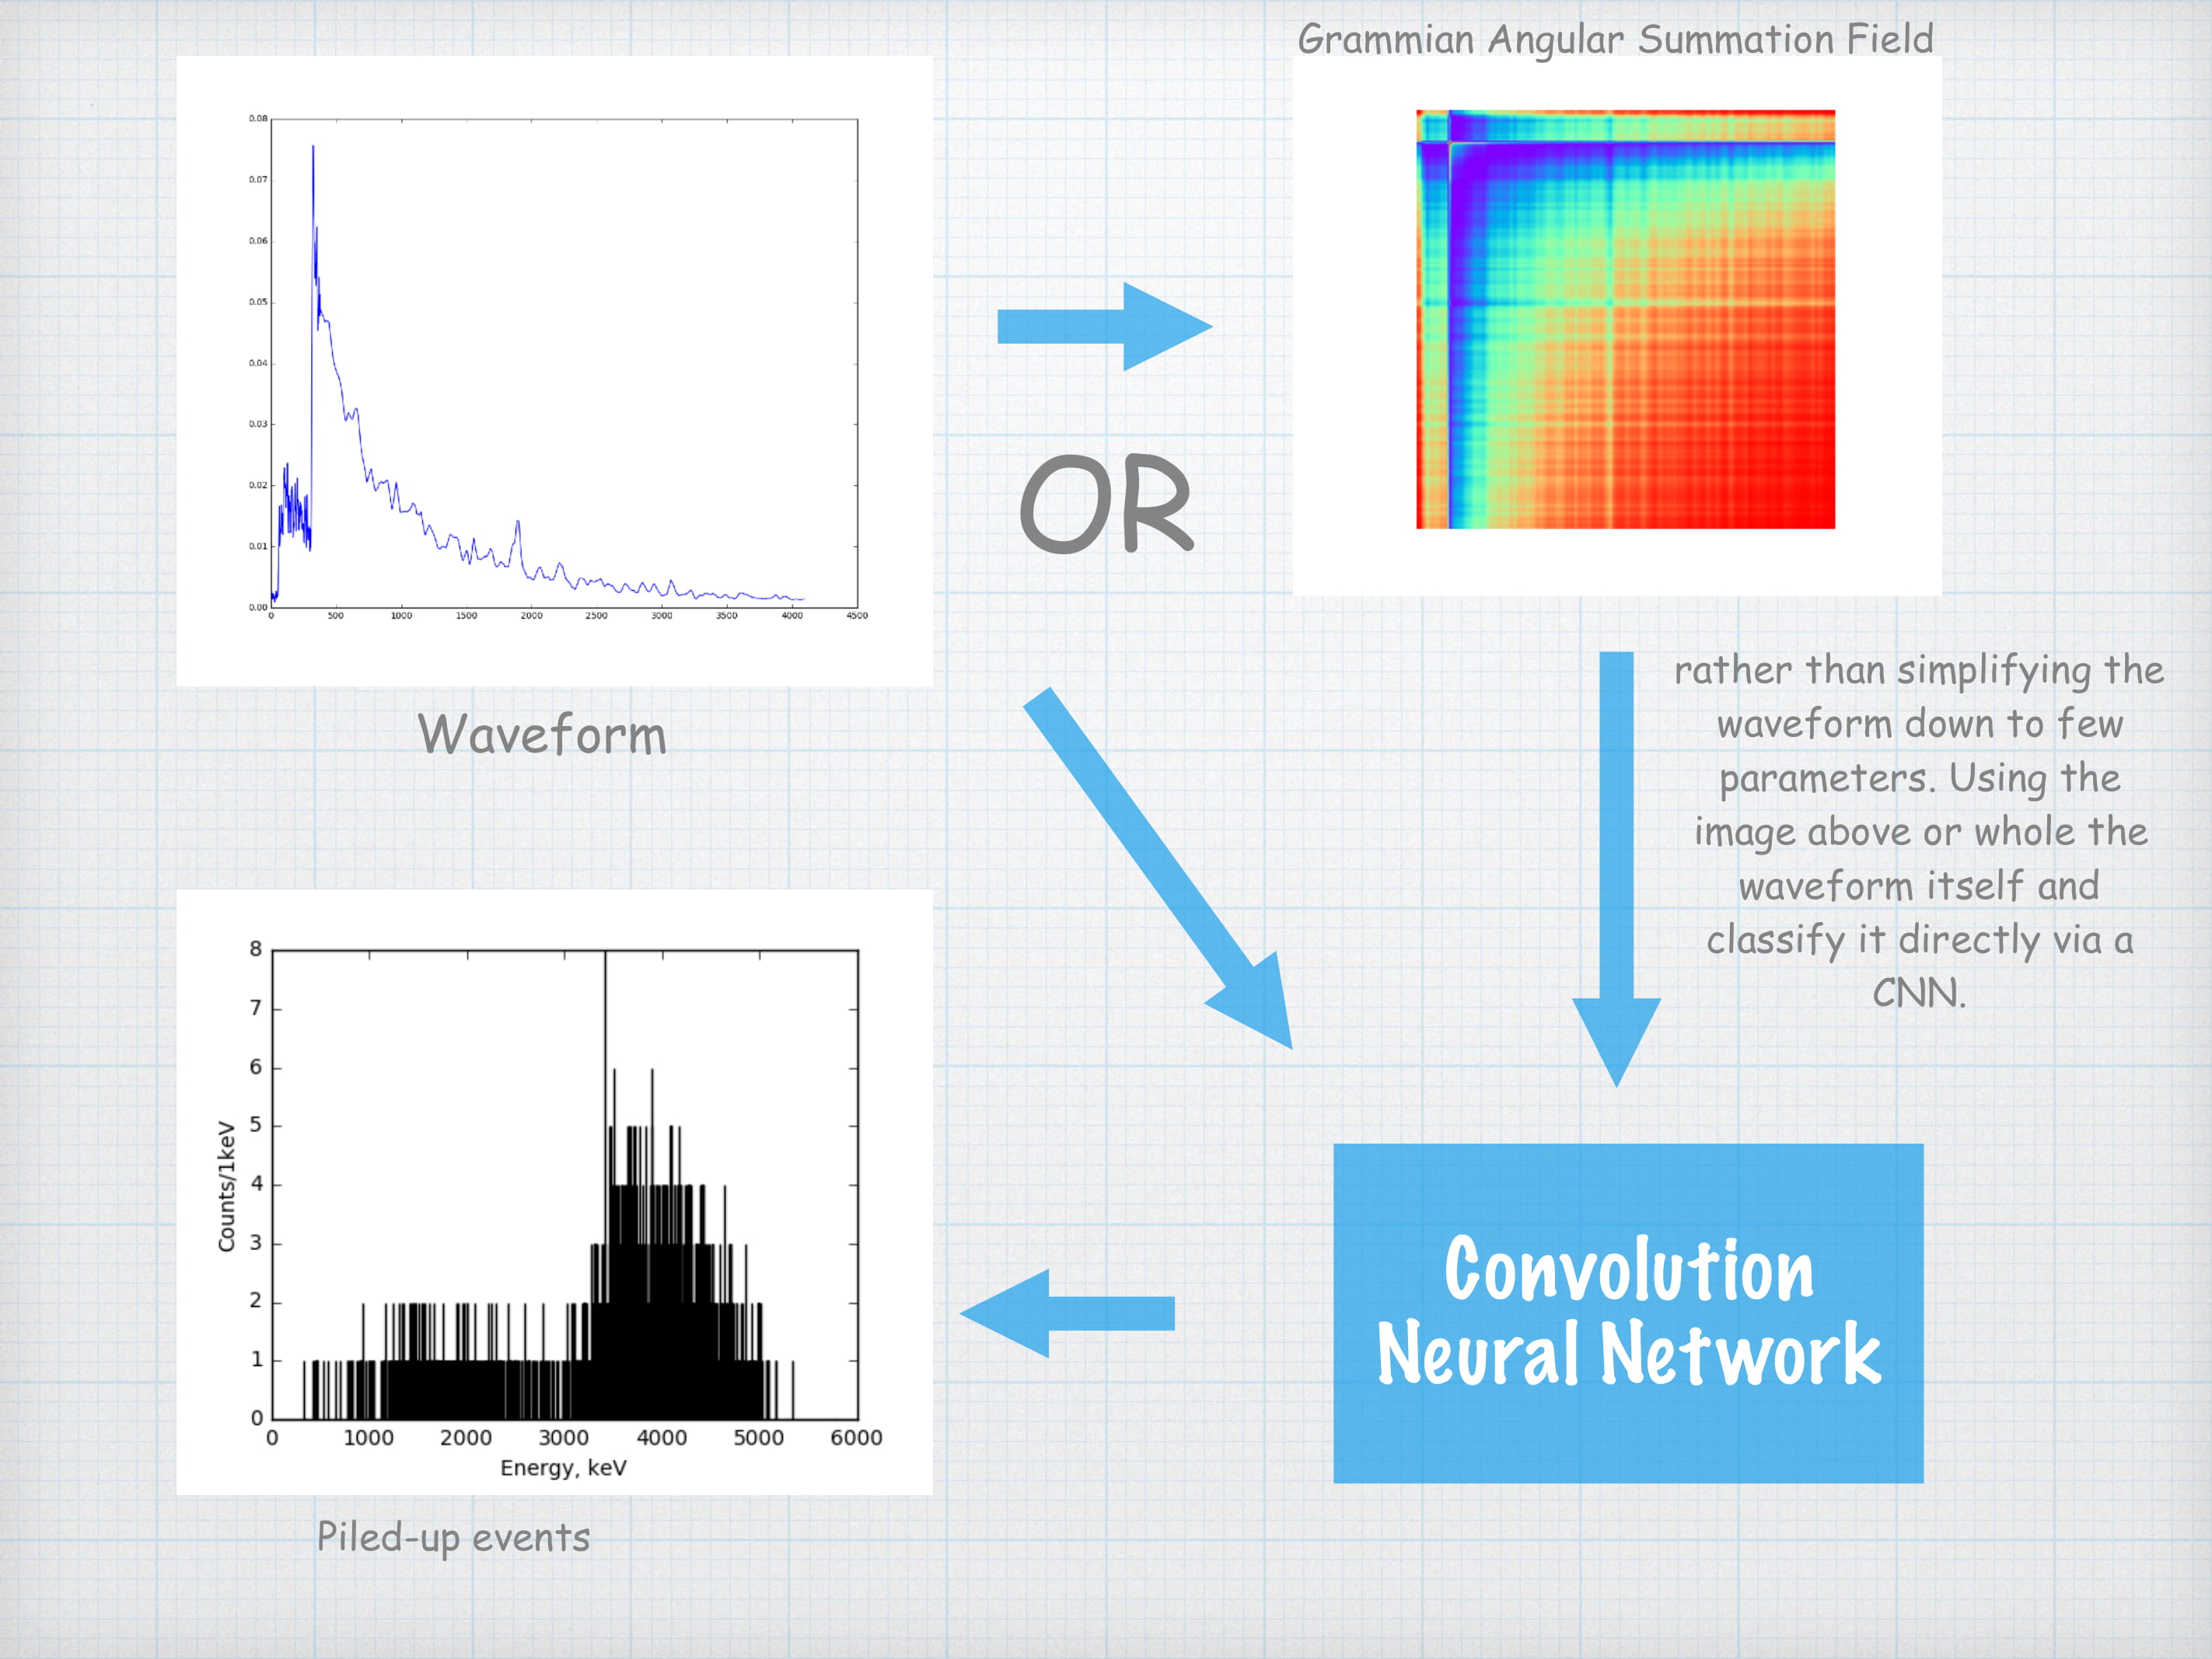 Grammian Angular Summation Field
0.08
0.07
0.06
0.05
0.04
0.03
0.02
0.01
0.00
0 500 1000 1500 2000 2500 3000 3500 4000 4500
Waveform
OR
rather than simplifying the
waveform down to few
parameters. Using the
image above or whole the
waveform itself and
classify it directly via a
CNN.
8
7
6
5
4
3
2
1
0
Counts/1keV
0 1000 2000 3000 4000 5000 6000
Energy, keV
Piled-up events
Convolution
Neural Network